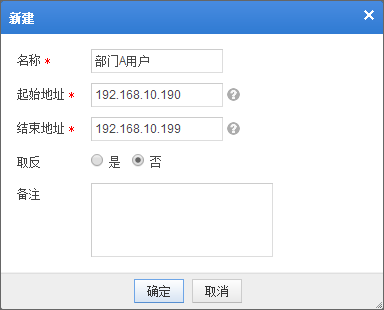 新建
名称 * 部门A用户
起始地址 * 192.168.10.190
结束地址 * 192.168.10.199
取反 是 否
备注
确定 取消